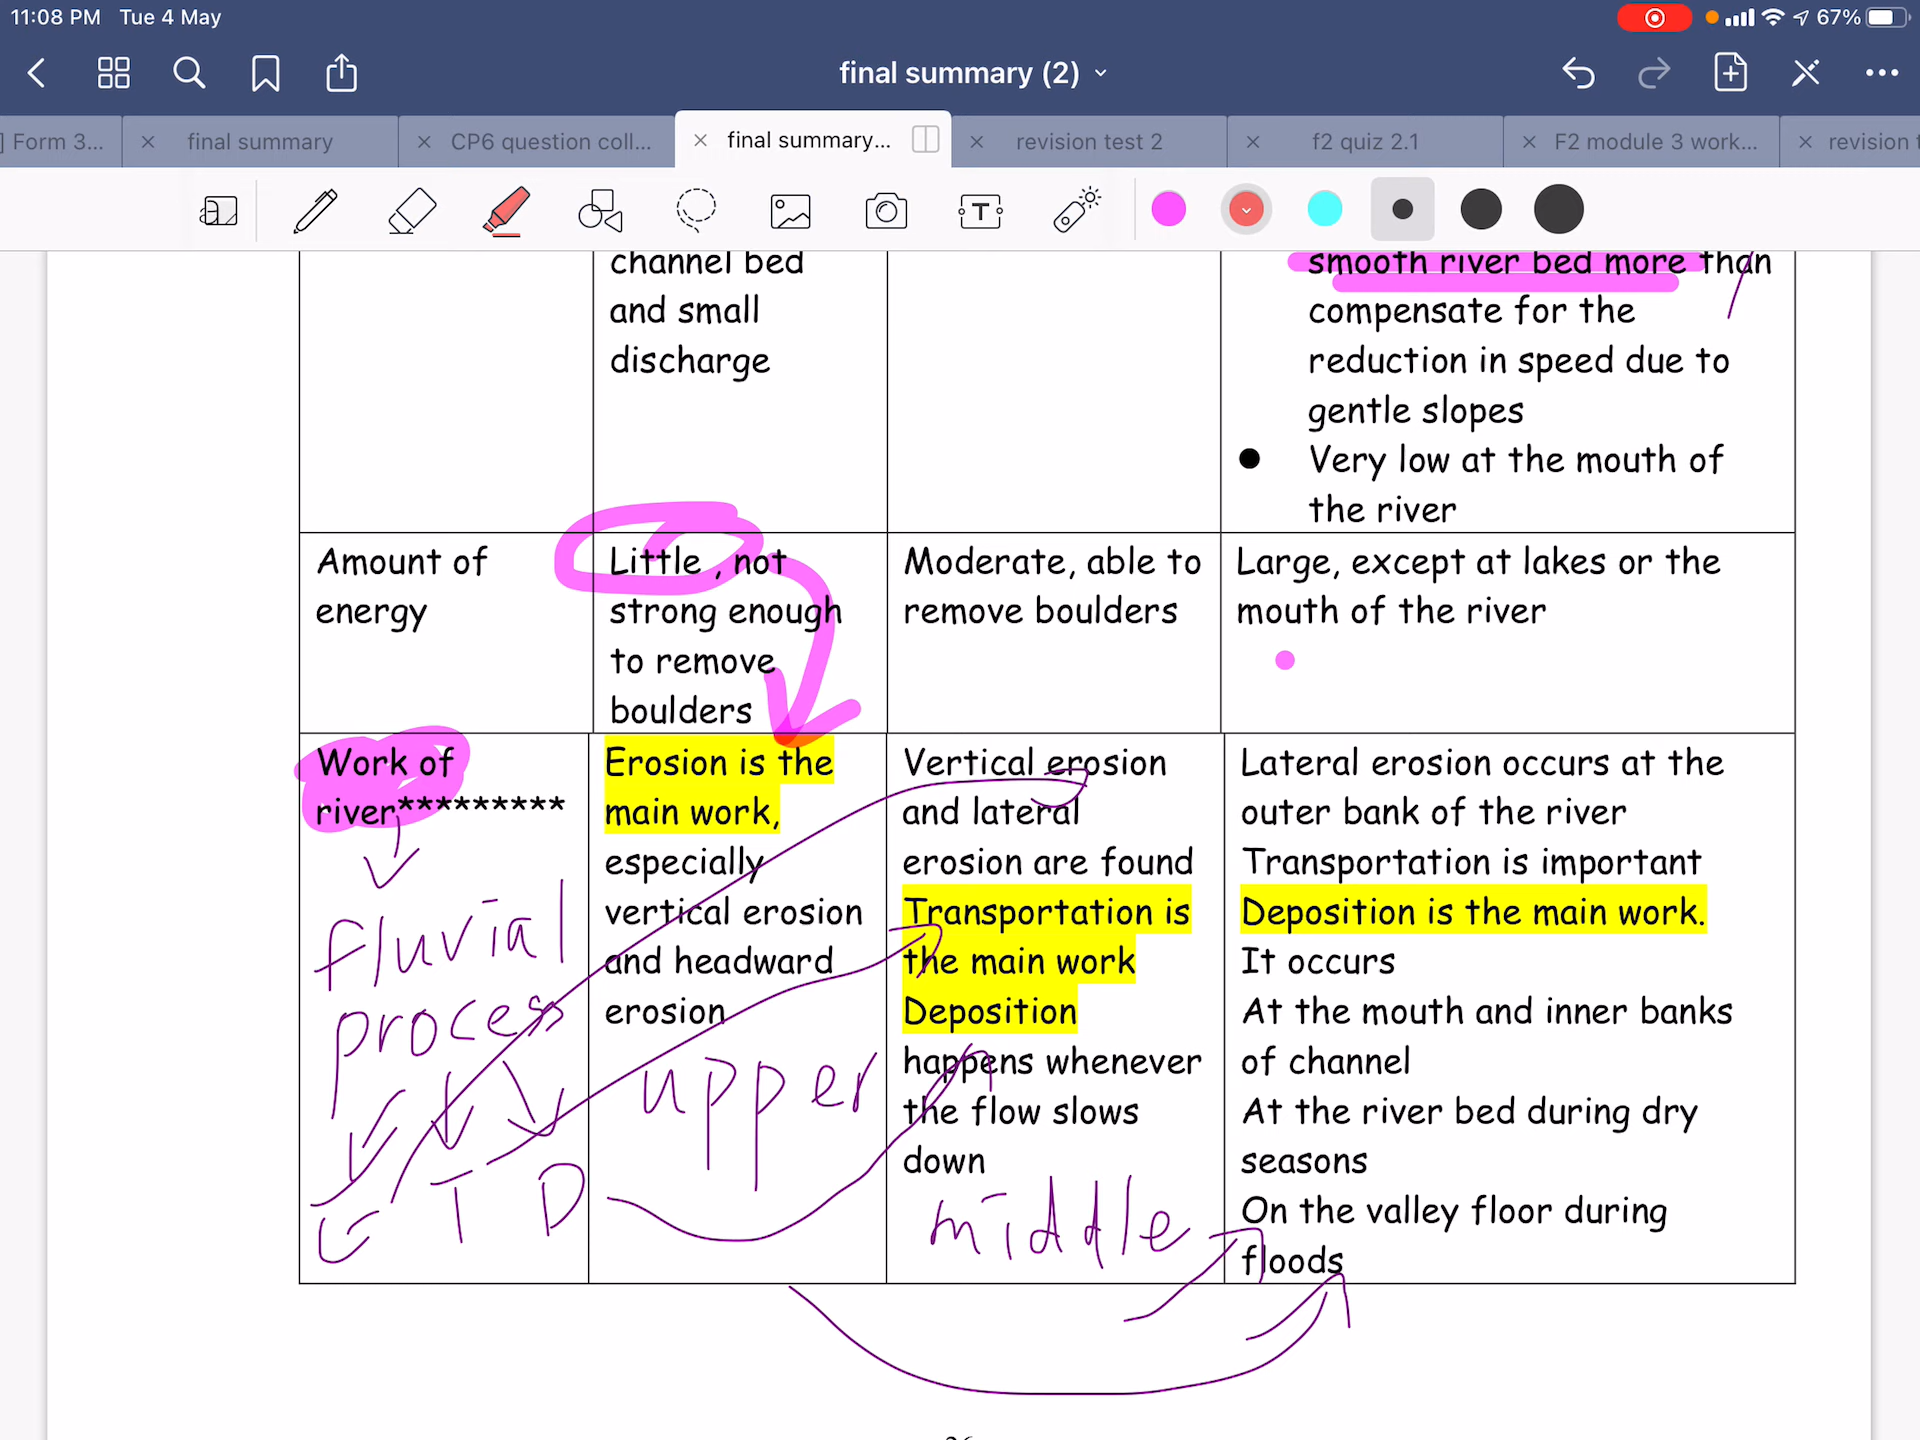 11:08 PM Tue 4 May
67%
final summary (2)
] Form 3...
final summary
CP6 question coll...
final summary...
revision test 2
f2 quiz 2.1
F2 module 3 work...
revision t
channel bed
and small
discharge
smooth river bed more than
compensate for the
reduction in speed due to
gentle slopes
● Very low at the mouth of
the river
Amount of
energy
Little , not
strong enough
to remove
boulders
Moderate, able to
remove boulders
Large, except at lakes or the
mouth of the river
Work of
river*********
fluvial
process
E T D
Erosion is the
main work,
especially
vertical erosion
and headward
erosion
upper
Vertical erosion
and lateral
erosion are found
Transportation is
the main work
Deposition
happens whenever
the flow slows
down
middle
Lateral erosion occurs at the
outer bank of the river
Transportation is important
Deposition is the main work.
It occurs
At the mouth and inner banks
of channel
At the river bed during dry
seasons
On the valley floor during
floods